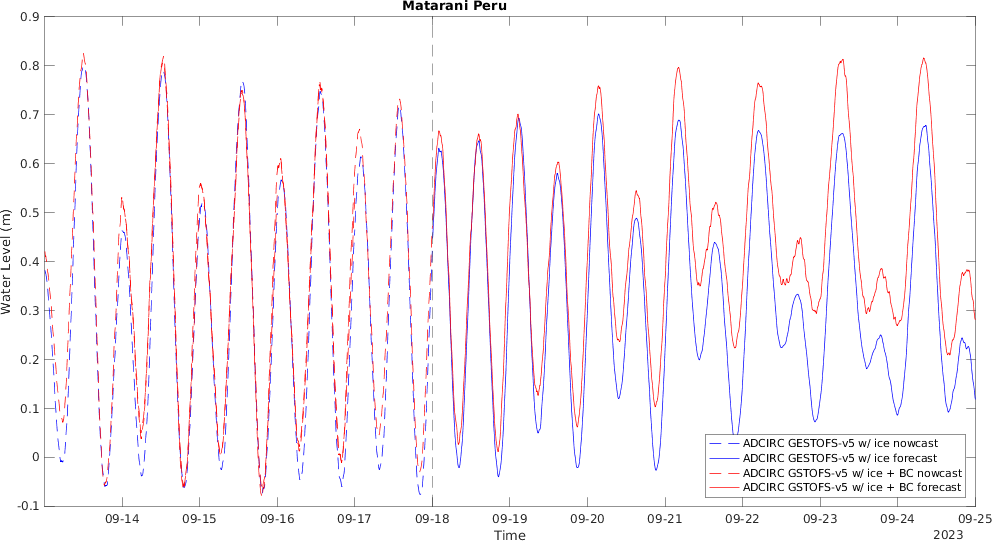 Matarani Peru
0.9
0.8
0.7
0.6
0.5
0.4
0.3
0.2
0.1
0
-0.1
Water Level (m)
ADCIRC GESTOFS-v5 w/ ice nowcast
ADCIRC GESTOFS-v5 w/ ice forecast
ADCIRC GSTOFS-v5 w/ ice + BC nowcast
ADCIRC GSTOFS-v5 w/ ice + BC forecast
09-14 09-15 09-16 09-17 09-18 09-19 09-20 09-21 09-22 09-23 09-24 09-25
Time
2023